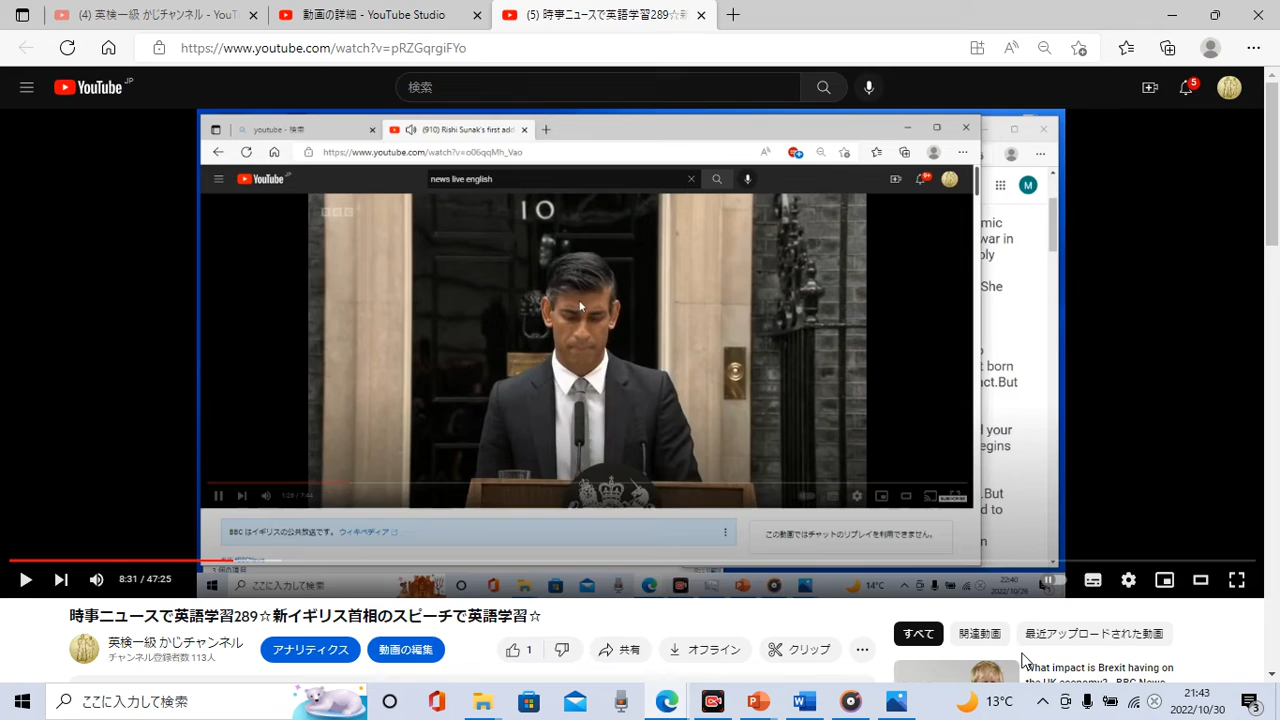 (4) 英検一級 かじチャンネル - YouT
動画の詳細 - YouTube Studio
(5) 時事ニュースで英語学習289☆新
https://www.youtube.com/watch?v=pRZGqrgiFYo
YouTube JP
検索
5
youtube - 検索
(910) Rishi Sunak's first add
https://www.youtube.com/watch?v=o06qqMh_Vao
YouTube JP
news live english
9+
M
BBC
10
mic
war in
ply
She
born
ct.But
d your
egins
.But
d to
n
1:28 / 7:44
SUBSCRIBE
BBC はイギリスの公共放送です。 ウィキペディア
この動画ではチャットのリプレイを利用できません。
ここに入力して検索
14°C
22:40
2022/10/26
8:31 / 47:25
時事ニュースで英語学習289☆新イギリス首相のスピーチで英語学習☆
英検一級 かじチャンネル
チャンネル登録者数 113人
アナリティクス
動画の編集
1
共有
オフライン
クリップ
すべて
関連動画
最近アップロードされた動画
What impact is Brexit having on
the UK economy? - BBC News
ここに入力して検索
13°C
21:43
2022/10/30
3